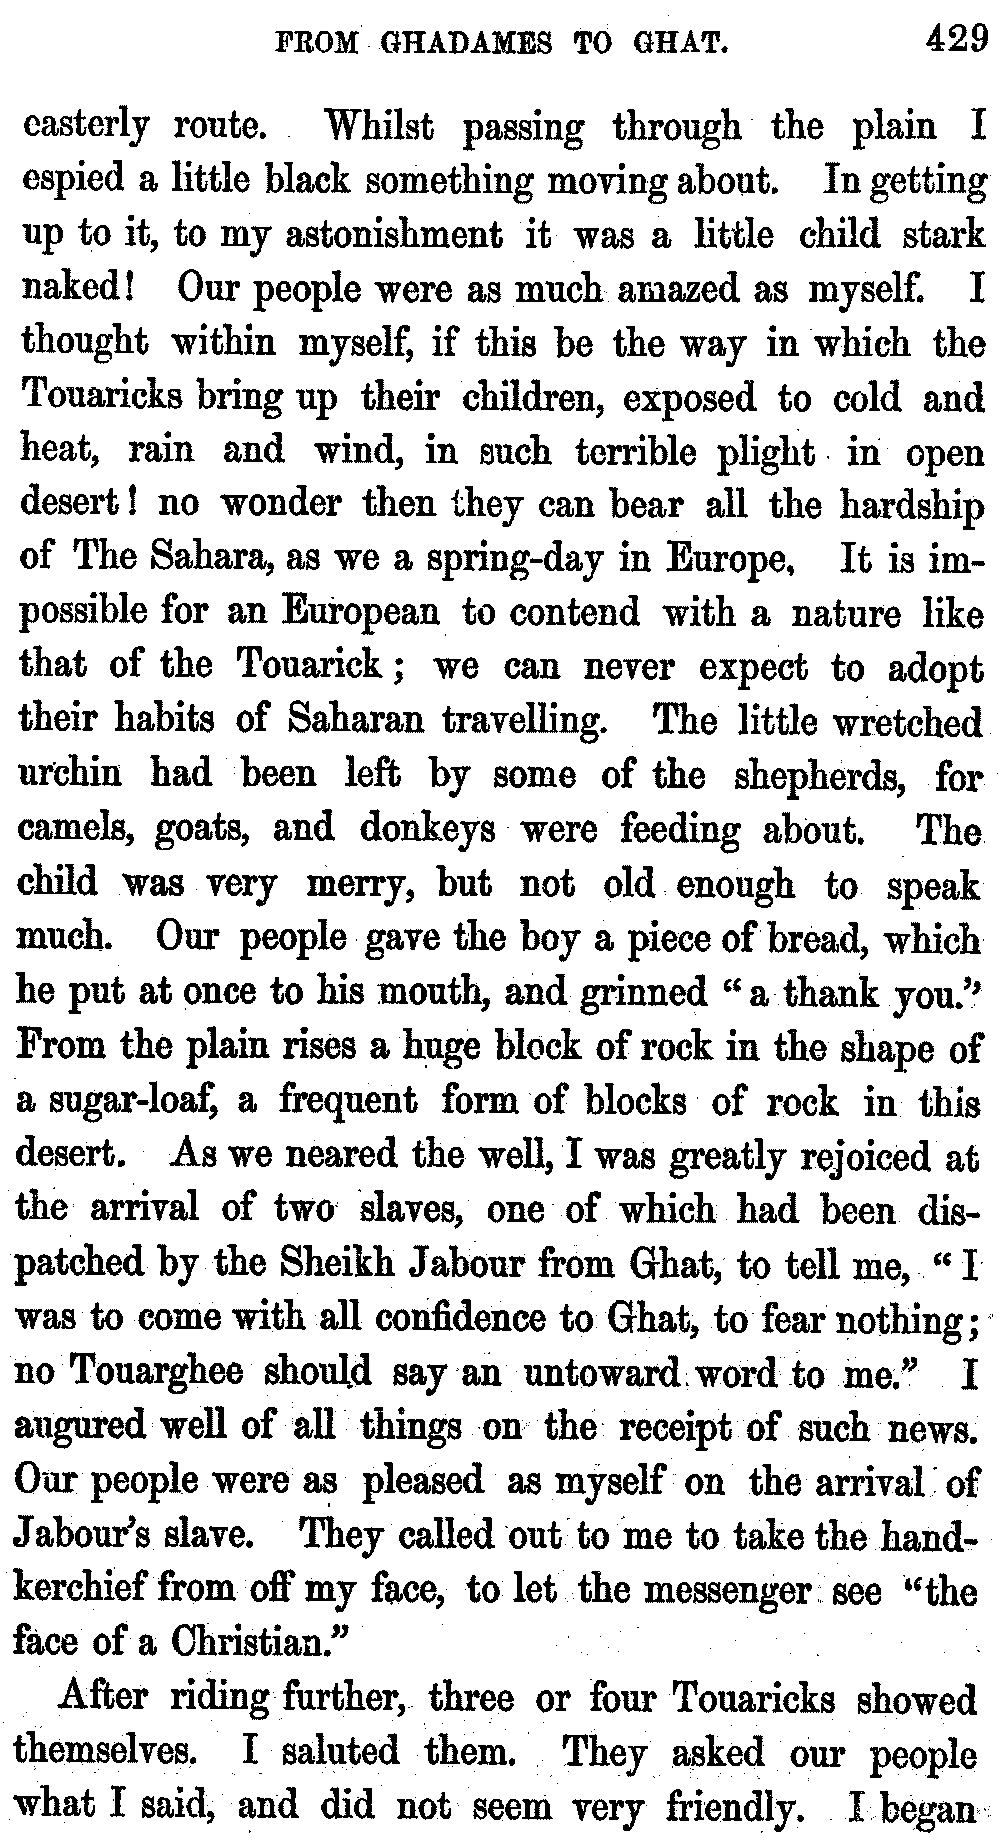 FROM GHADAMES TO GHAT. 429
easterly route. Whilst passing through the plain I
espied a little black something moving about. In getting
up to it, to my astonishment it was a little child stark
naked! Our people were as much amazed as myself. I
thought within myself, if this be the way in which the
Touaricks bring up their children, exposed to cold and
heat, rain and wind, in such terrible plight in open
desert! no wonder then they can bear all the hardship
of The Sahara, as we a spring-day in Europe. It is im-
possible for an European to contend with a nature like
that of the Touarick; we can never expect to adopt
their habits of Saharan travelling. The little wretched
urchin had been left by some of the shepherds, for
camels, goats, and donkeys were feeding about. The
child was very merry, but not old enough to speak
much. Our people gave the boy a piece of bread, which
he put at once to his mouth, and grinned "a thank you."
From the plain rises a huge block of rock in the shape of
a sugar-loaf, a frequent form of blocks of rock in this
desert. As we neared the well, I was greatly rejoiced at
the arrival of two slaves, one of which had been dis-
patched by the Sheikh Jabour from Ghat, to tell me, "I
was to come with all confidence to Ghat, to fear nothing;
no Touarghee should say an untoward word to me." I
augured well of all things on the receipt of such news.
Our people were as pleased as myself on the arrival of
Jabour's slave. They called out to me to take the hand-
kerchief from off my face, to let the messenger see "the
face of a Christian."
After riding further, three or four Touaricks showed
themselves. I saluted them. They asked our people
what I said, and did not seem very friendly. I began